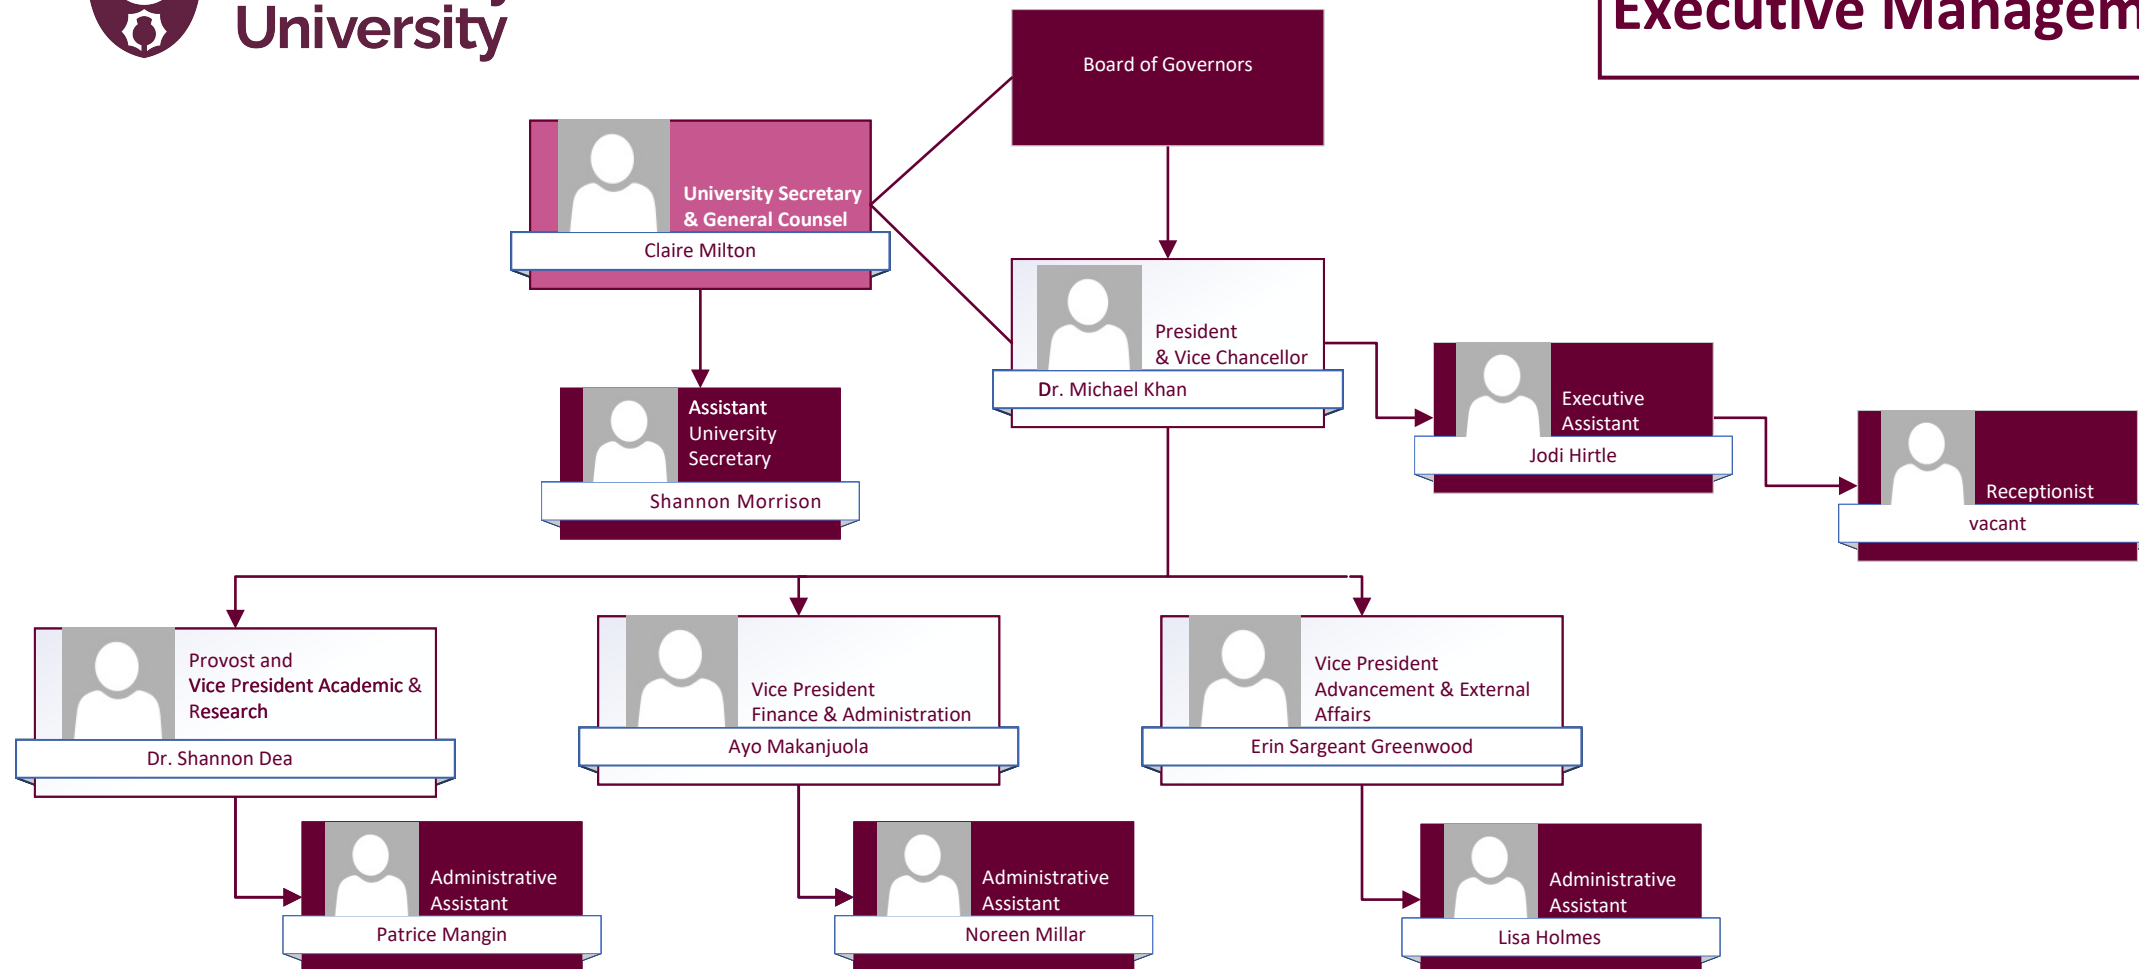 University
Board of Governors
University Secretary
& General Counsel
Claire Milton
President
& Vice Chancellor
Dr. Michael Khan
Assistant
University
Secretary
Shannon Morrison
Executive
Assistant
Jodi Hirtle
Receptionist
vacant
Provost and
Vice President Academic &
Research
Dr. Shannon Dea
Vice President
Finance & Administration
Ayo Makanjuola
Vice President
Advancement & External
Affairs
Erin Sargeant Greenwood
Administrative
Assistant
Patrice Mangin
Administrative
Assistant
Noreen Millar
Administrative
Assistant
Lisa Holmes